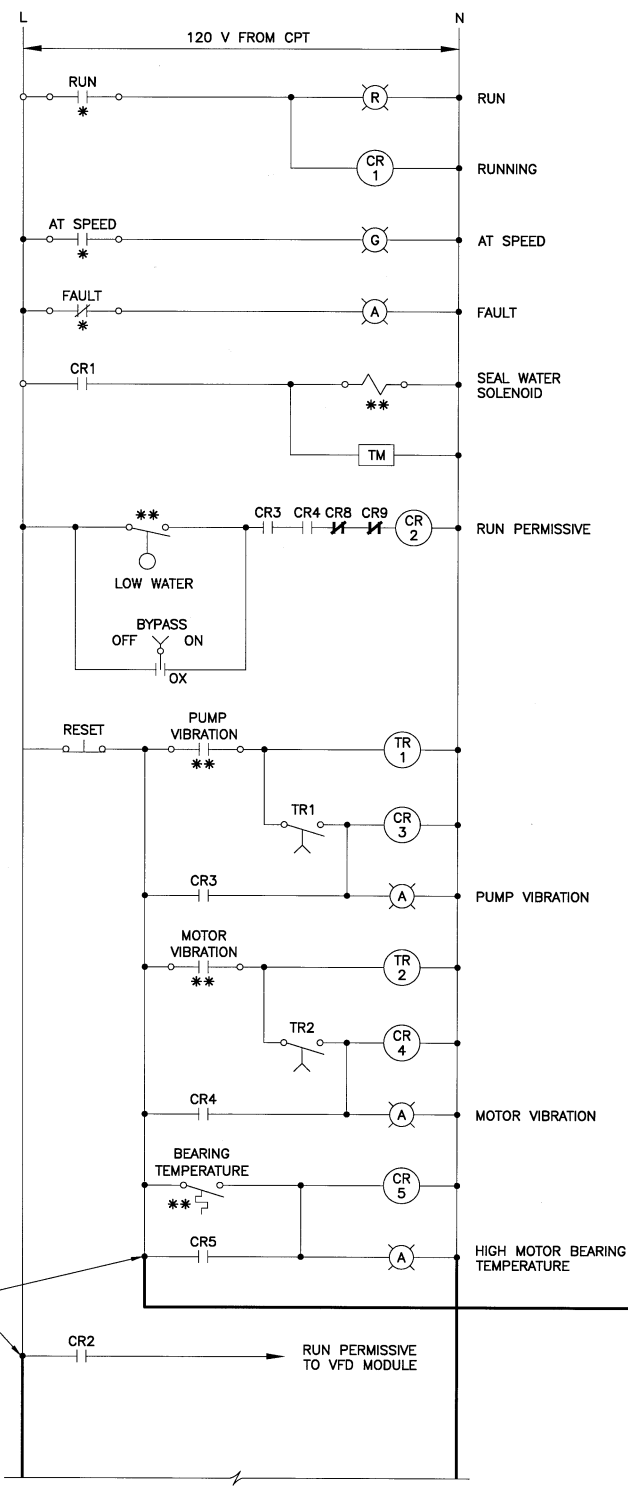 L N
120 V FROM CPT
RUN
*
R
RUN
CR
1
RUNNING
AT SPEED
*
G
AT SPEED
FAULT
*
A
FAULT
CR1
**
SEAL WATER
SOLENOID
TM
**
CR3 CR4 CR8 CR9
CR
2
RUN PERMISSIVE
LOW WATER
BYPASS
OFF ON
OX
RESET
PUMP
VIBRATION
**
TR
1
TR1
CR
3
CR3
A
PUMP VIBRATION
MOTOR
VIBRATION
**
TR
2
TR2
CR
4
CR4
A
MOTOR VIBRATION
BEARING
TEMPERATURE
**
CR
5
CR5
A
HIGH MOTOR BEARING
TEMPERATURE
CR2
RUN PERMISSIVE
TO VFD MODULE